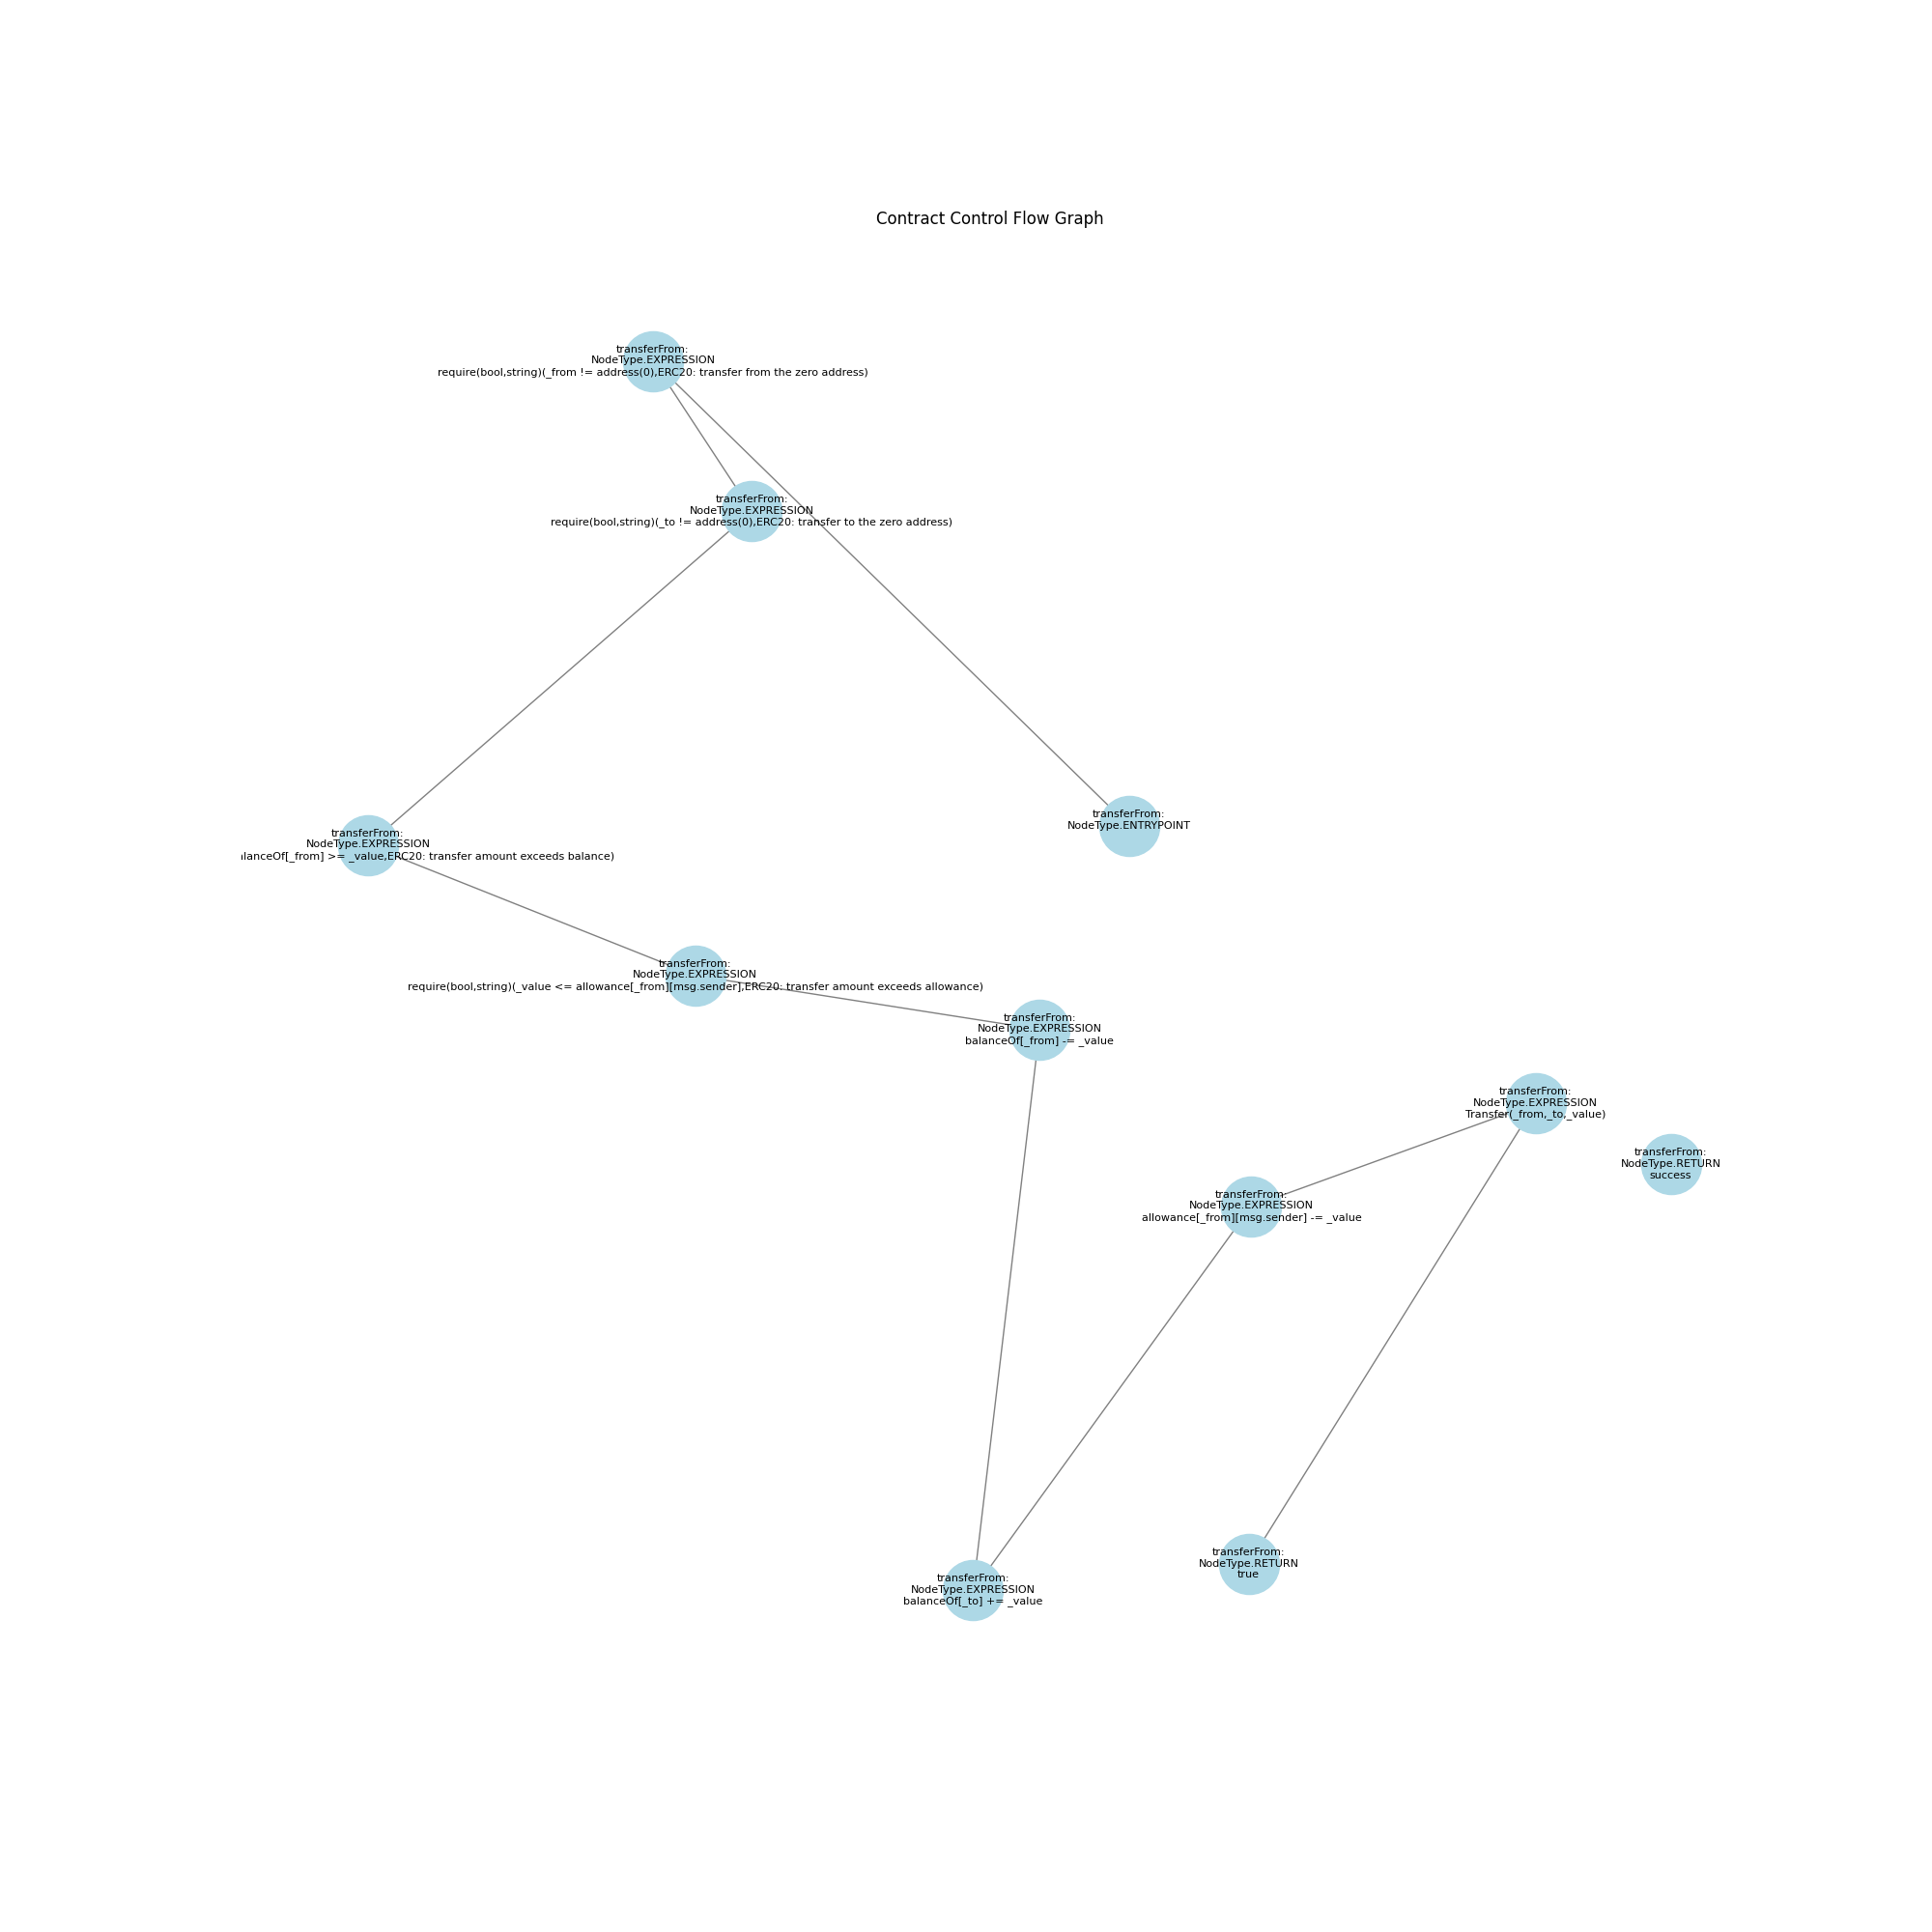 Contract Control Flow Graph
transferFrom:
NodeType.EXPRESSION
require(bool,string)(_from != address(0),ERC20: transfer from the zero address)
transferFrom:
NodeType.EXPRESSION
require(bool,string)(_to != address(0),ERC20: transfer to the zero address)
transferFrom:
NodeType.ENTRYPOINT
transferFrom:
NodeType.EXPRESSION
lanceOf[_from] >= _value,ERC20: transfer amount exceeds balance)
transferFrom:
NodeType.EXPRESSION
require(bool,string)(_value <= allowance[_from][msg.sender],ERC20: transfer amount exceeds allowance)
transferFrom:
NodeType.EXPRESSION
balanceOf[_from] -= _value
transferFrom:
NodeType.EXPRESSION
Transfer(_from,_to,_value)
transferFrom:
NodeType.RETURN
success
transferFrom:
NodeType.EXPRESSION
allowance[_from][msg.sender] -= _value
transferFrom:
NodeType.RETURN
true
transferFrom:
NodeType.EXPRESSION
balanceOf[_to] += _value